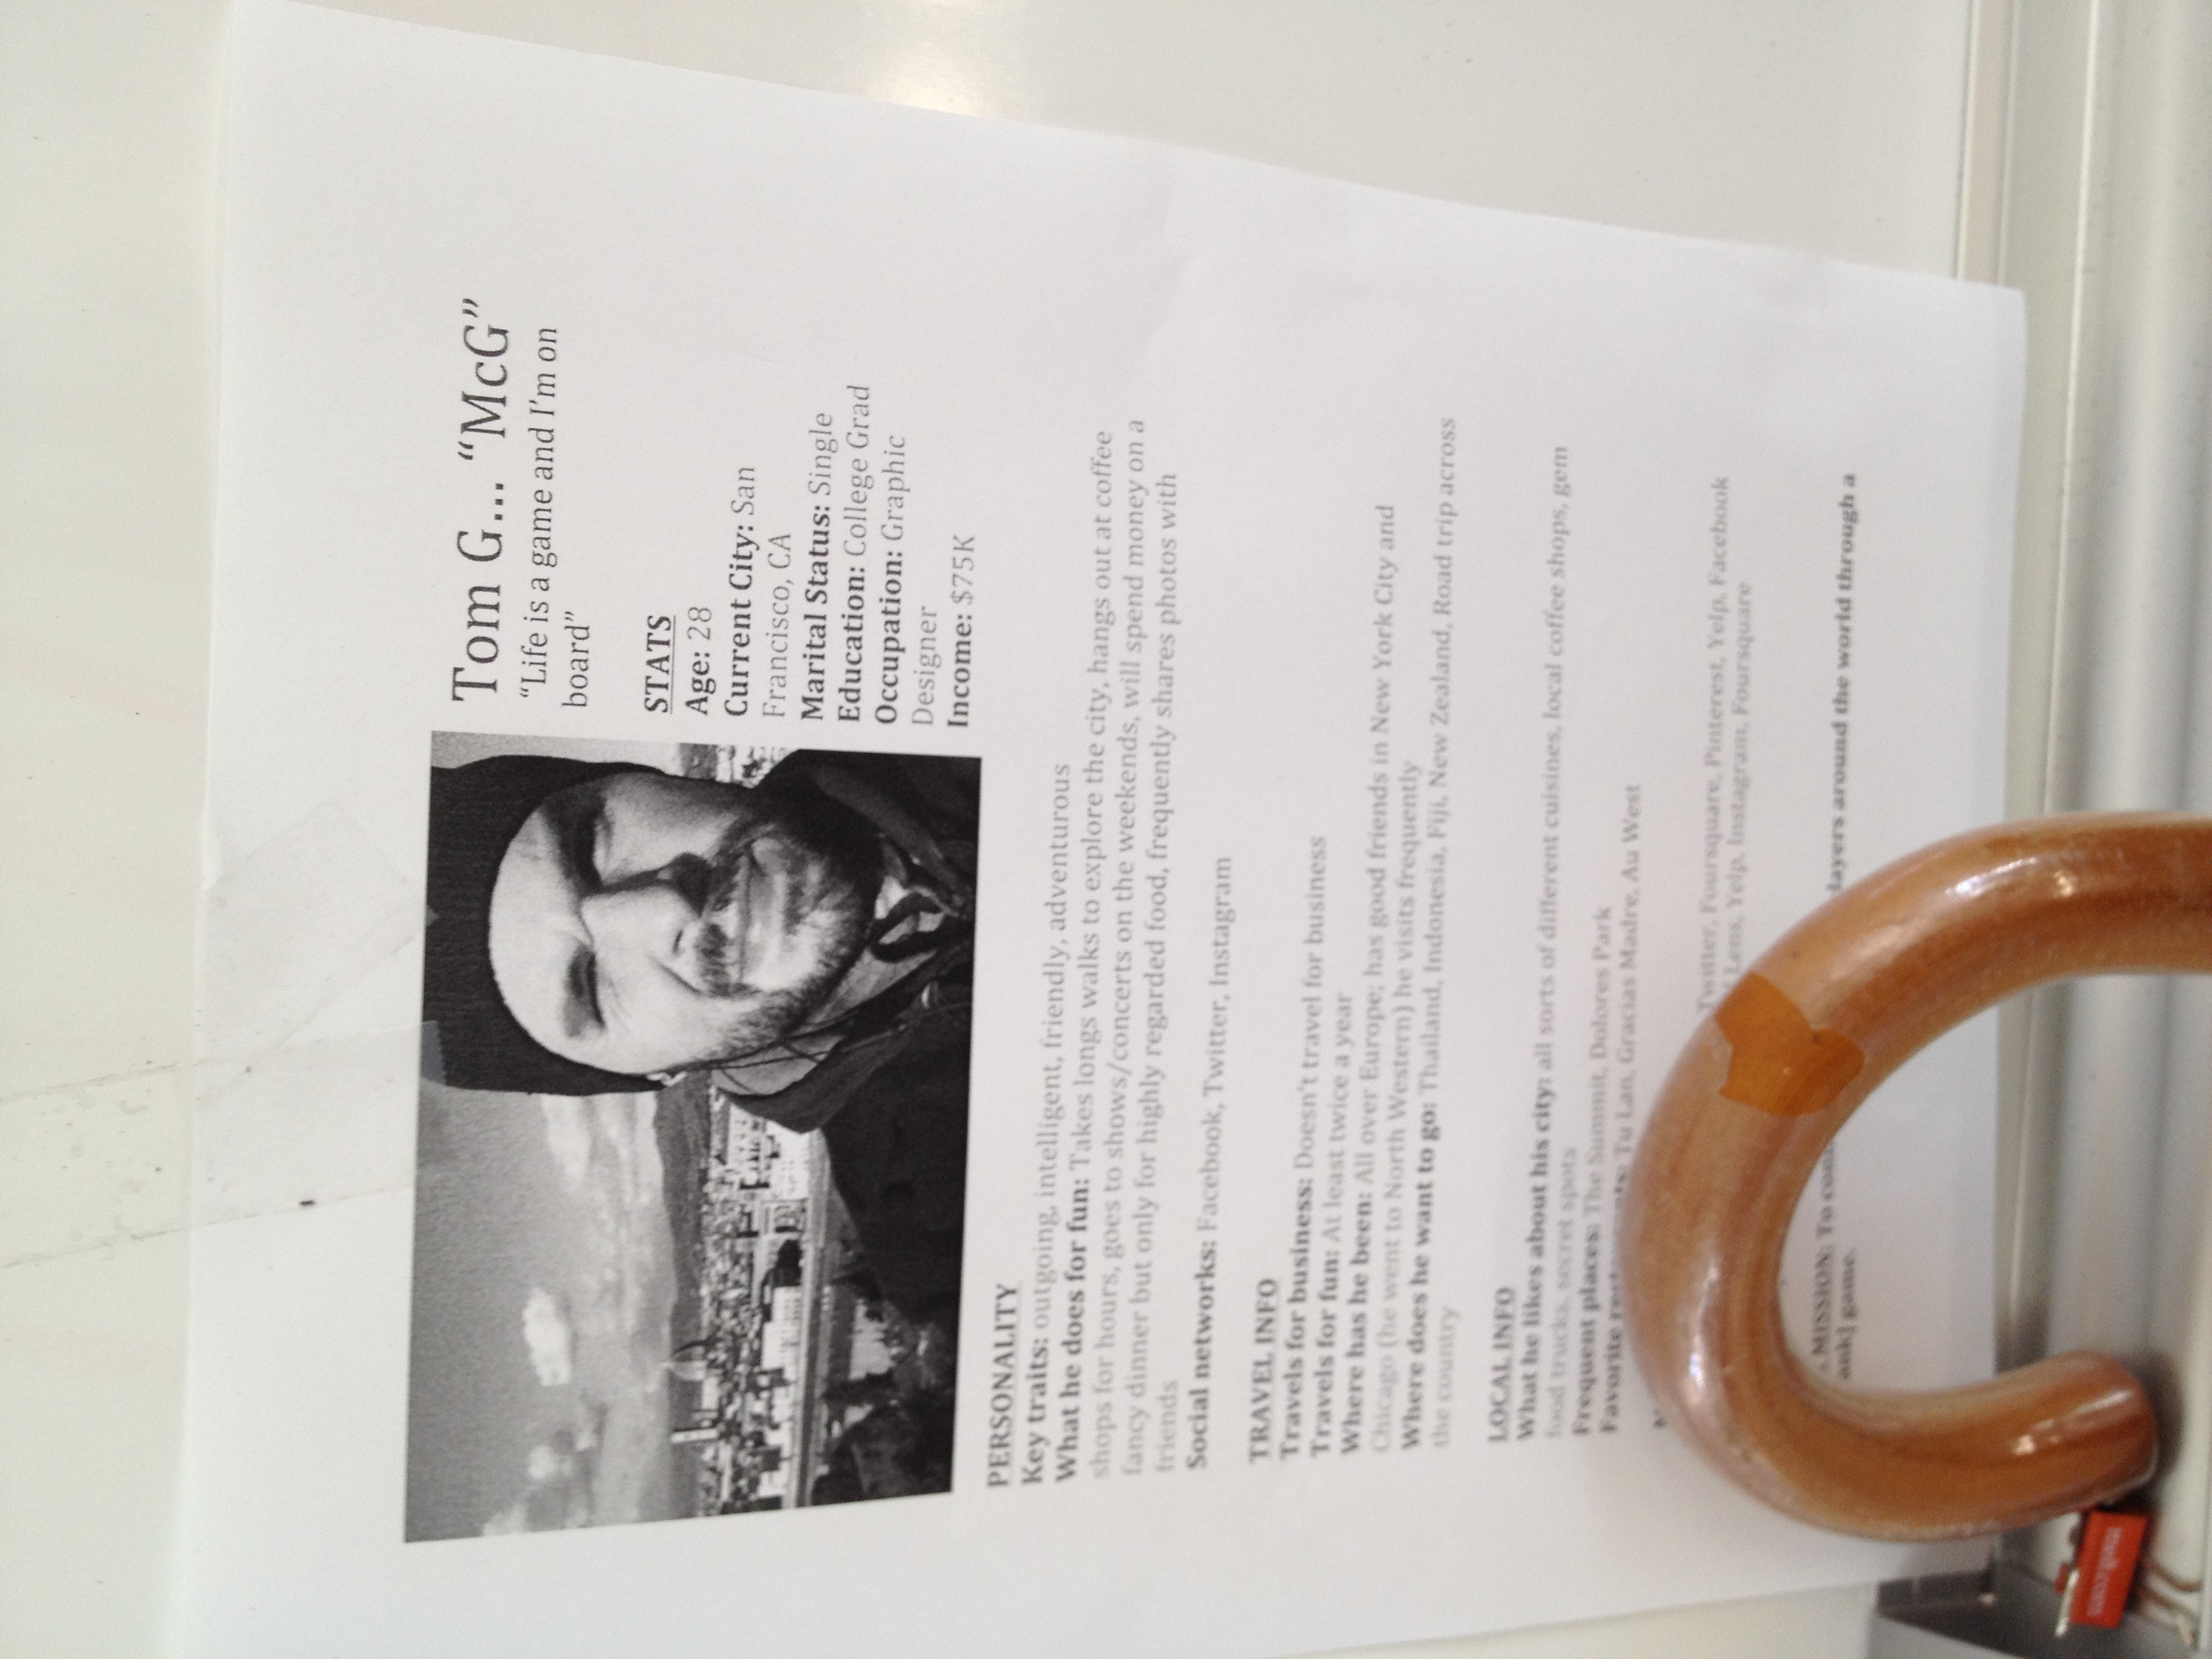 Tom G... “McG”
“Life is a game and I’m on
board”
STATS
Age: 28
Current City: San
Francisco, CA
Marital Status: Single
Education: College Grad
Occupation: Graphic
Designer
Income: $75K
PERSONALITY
Key traits: outgoing, intelligent, friendly, adventurous
What he does for fun: Takes longs walks to explore the city, hangs out at coffee
shops for hours, goes to shows/concerts on the weekends, will spend money on a
fancy dinner but only for highly regarded food, frequently shares photos with
friends
Social networks: Facebook, Twitter, Instagram
TRAVEL INFO
Travels for business: Doesn't travel for business
Travels for fun: At least twice a year
Where has he been: All over Europe; has good friends in New York City and
Chicago (he went to North Western) he visits frequently
Where does he want to go: Thailand, Indonesia, Fiji, New Zealand, Road trip across
the country
LOCAL INFO
What he likes about his city: all sorts of different cuisines, local coffee shops, gem
food trucks, secret spots
Frequent places: The Summit, Dolores Park
Favorite Tu Lan, Gracias Madre, Au West
Twitter, Foursquare, Pinterest, Yelp, Facebook
Lens, Yelp, Instagram, Foursquare
MISSION: To around the world through a
game.